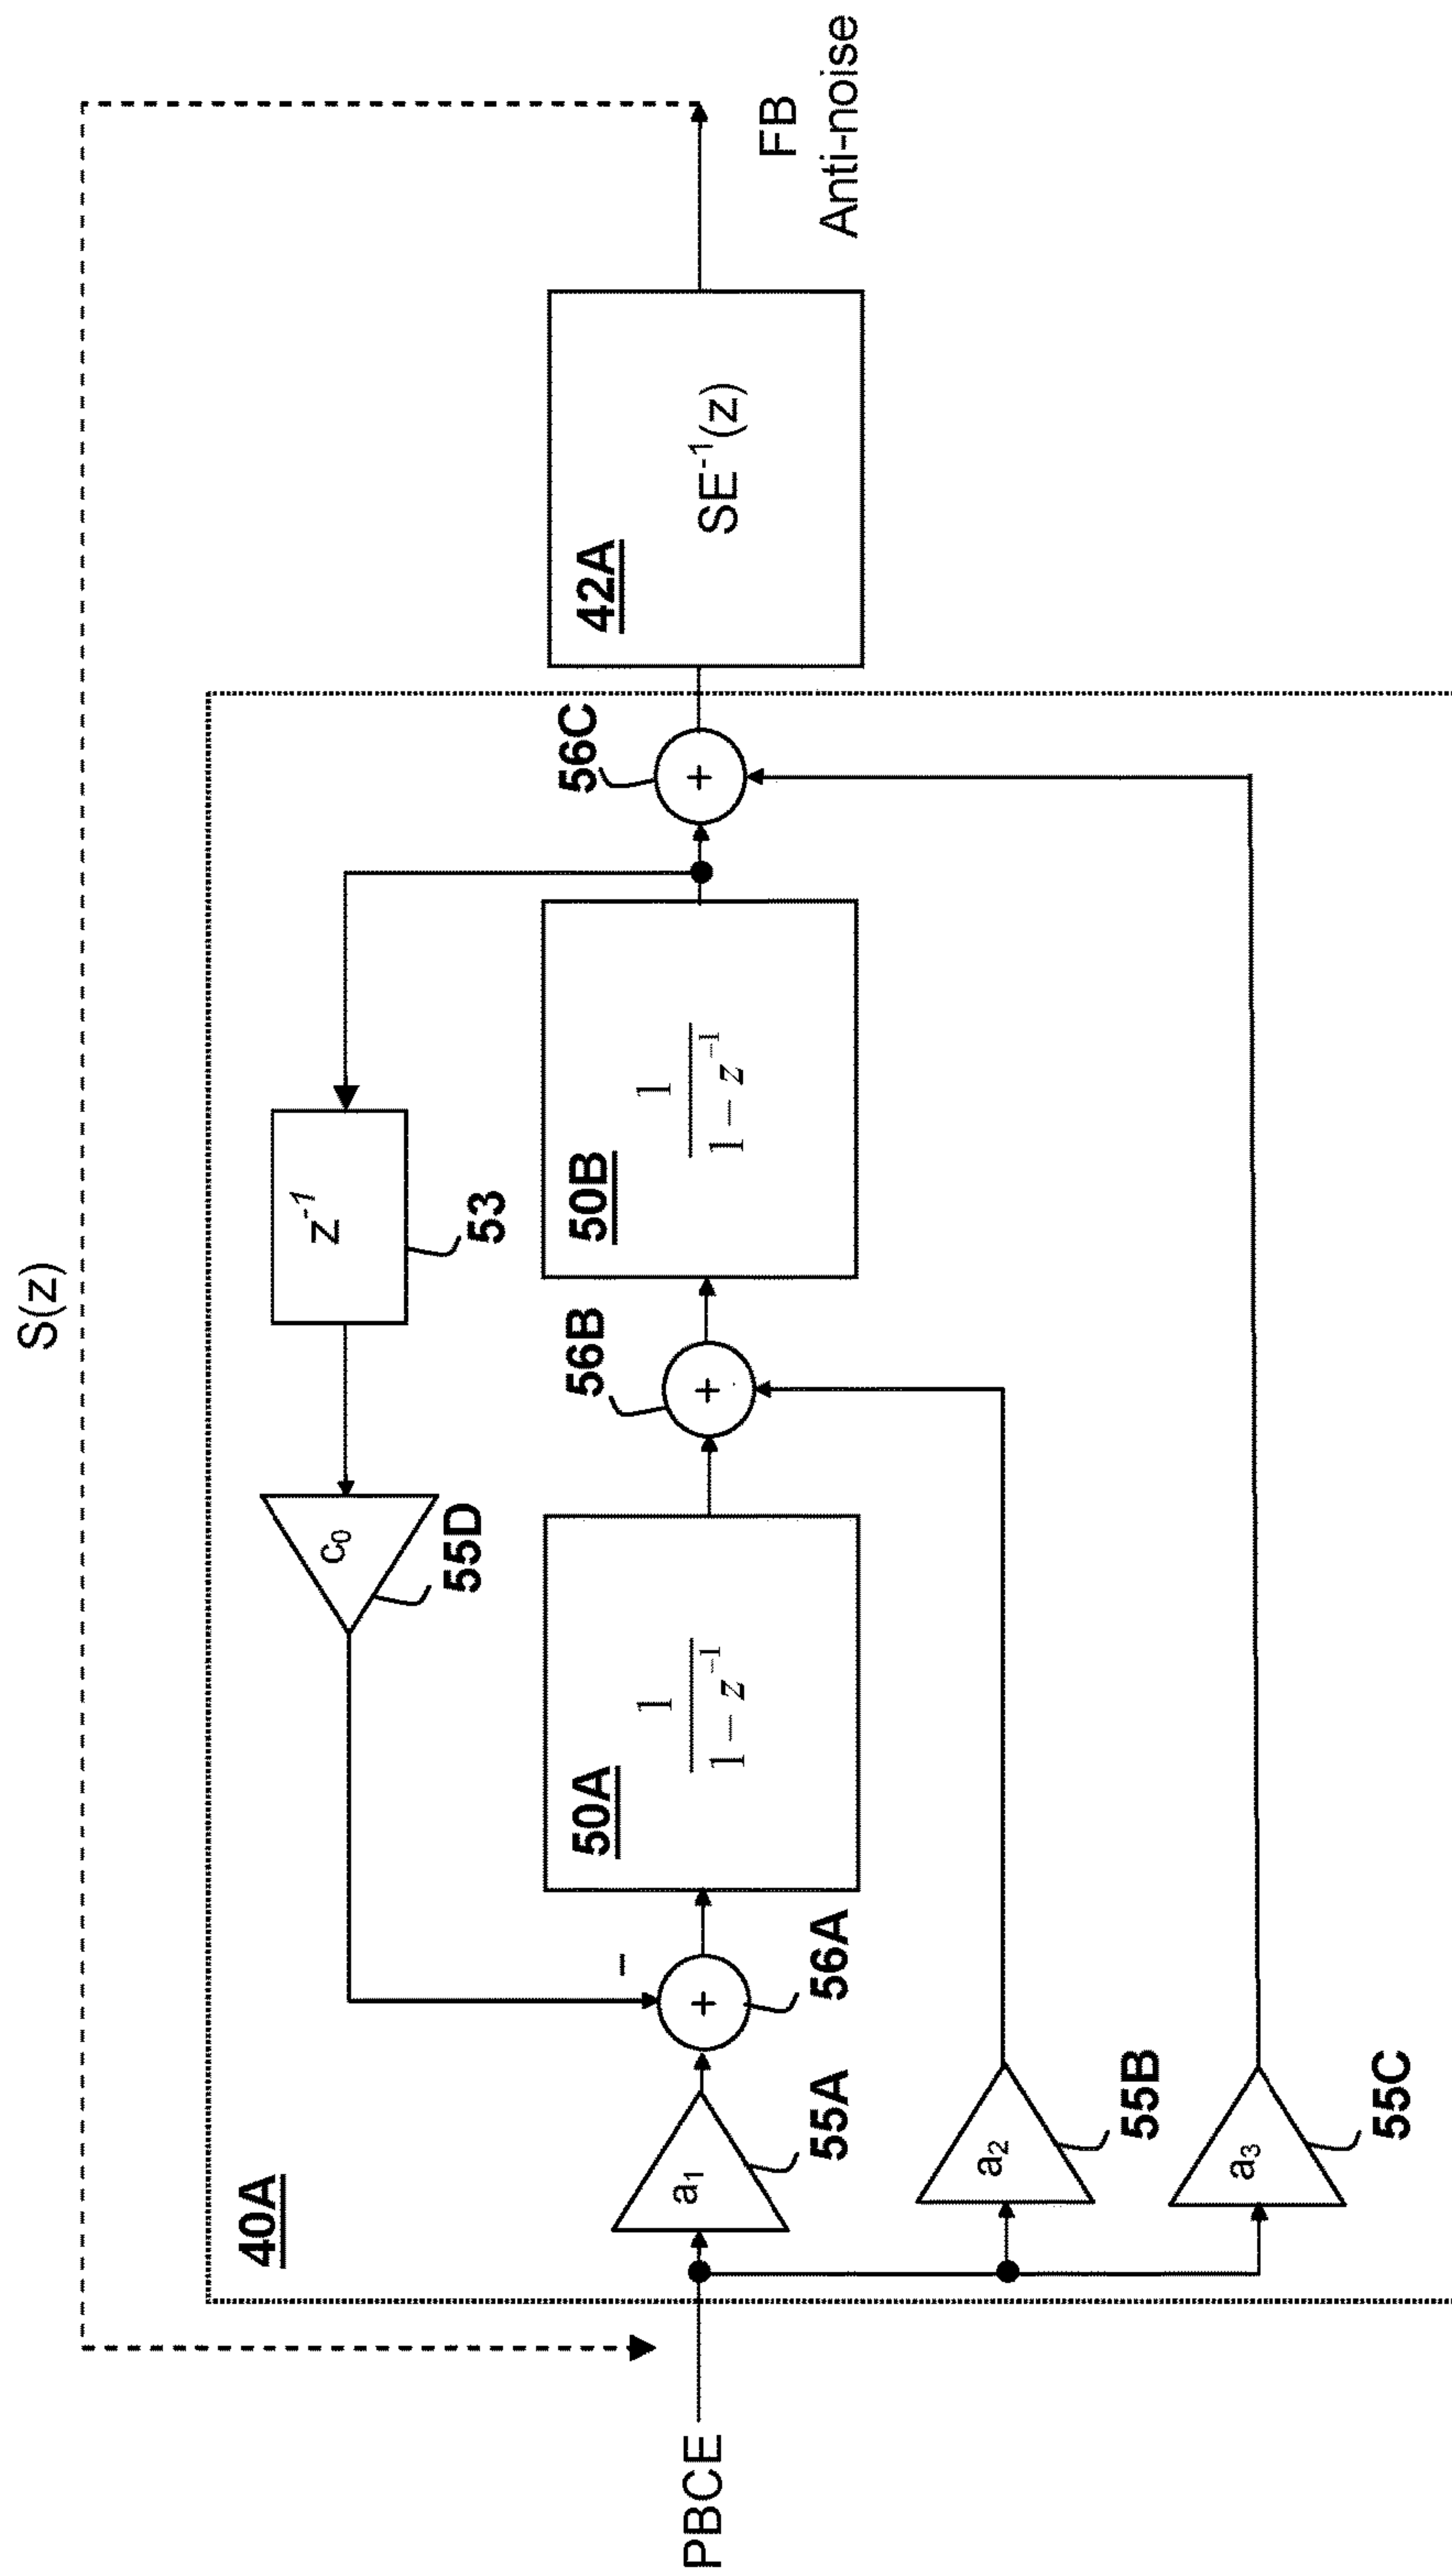 S(z)
40A
z⁻¹
53
c₀
55D
PBCE
a₁
55A
+
–
56A
50A
1
1 – z⁻¹
+
56B
50B
1
1 – z⁻¹
+
56C
42A
SE⁻¹(z)
FB
Anti-noise
a₂
55B
a₃
55C